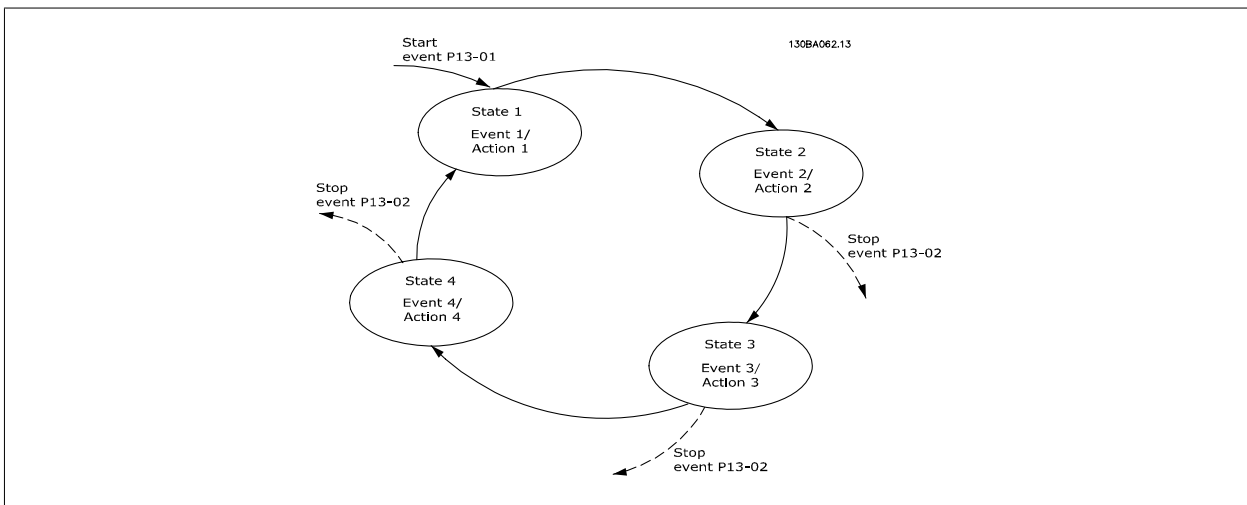 Start
event P13-01
130BA062.13
State 1
Event 1/
Action 1
State 2
Event 2/
Action 2
Stop
event P13-02
Stop
event P13-02
State 4
Event 4/
Action 4
State 3
Event 3/
Action 3
Stop
event P13-02